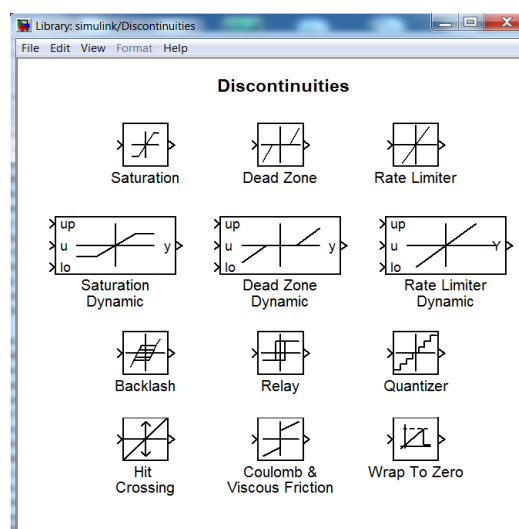 Library: simulink/Discontinuities
File Edit View Format Help
Discontinuities
Saturation Dead Zone Rate Limiter
up up up
u y u y u Y
lo lo lo
Saturation Dead Zone Rate Limiter
Dynamic Dynamic Dynamic
Backlash Relay Quantizer
Hit Coulomb & Wrap To Zero
Crossing Viscous Friction